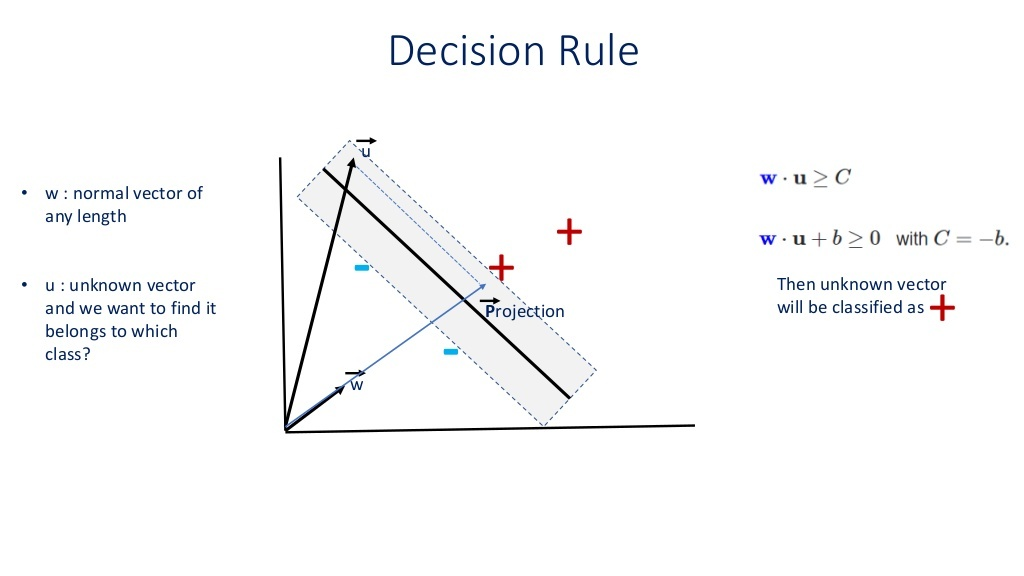 Decision Rule
• w : normal vector of
any length
• u : unknown vector
and we want to find it
belongs to which
class?
u
+
+
-
Projection
-
w
w · u ≥ C
w · u + b ≥ 0 with C = −b.
Then unknown vector
will be classified as +